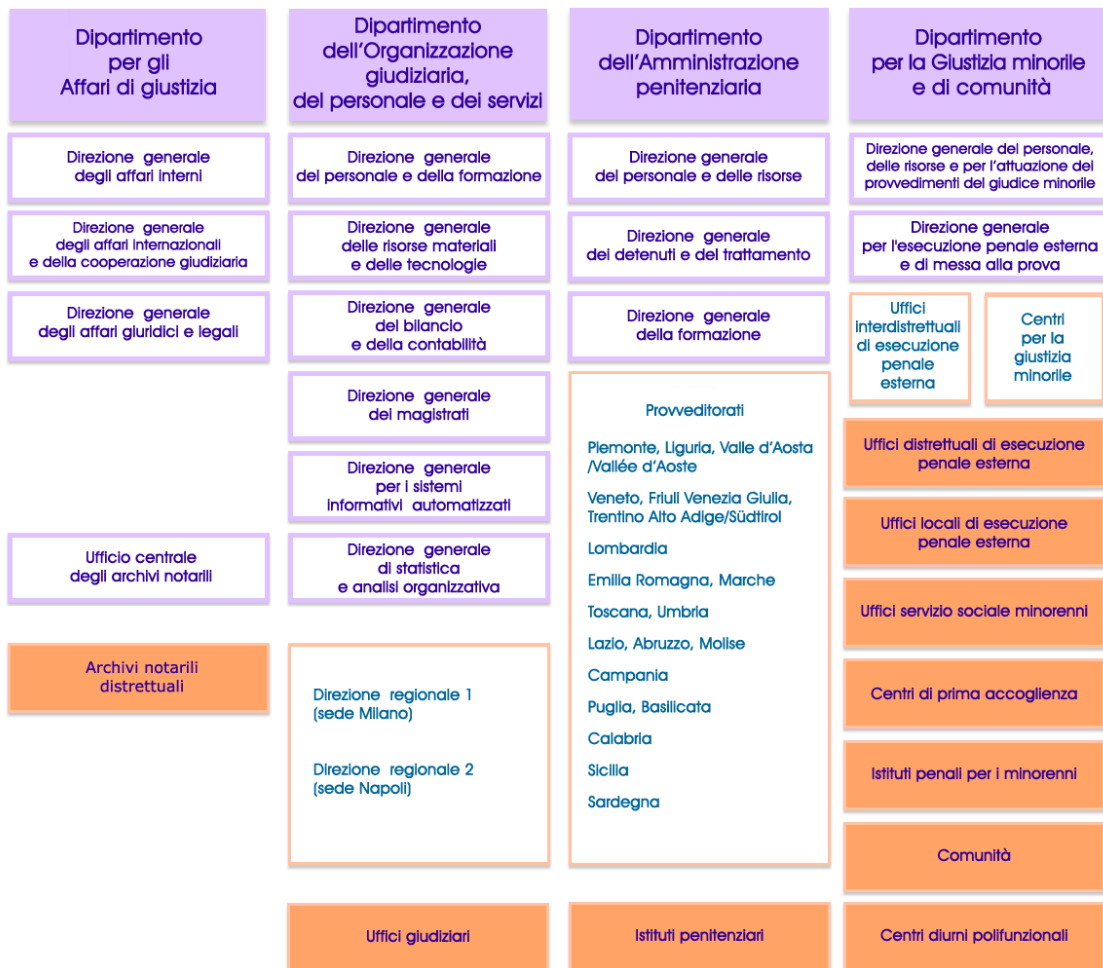 Dipartimento
per gli
Affari di giustizia
Direzione generale
degli affari interni
Direzione generale
degli affari internazionali
e della cooperazione giudiziaria
Direzione generale
degli affari giuridici e legali
Ufficio centrale
degli archivi notarili
Archivi notarili
distrettuali
Dipartimento
dell'Organizzazione
giudiziaria,
del personale e dei servizi
Direzione generale
del personale e della formazione
Direzione generale
delle risorse materiali
e delle tecnologie
Direzione generale
del bilancio
e della contabilità
Direzione generale
dei magistrati
Direzione generale
per i sistemi
informativi automatizzati
Direzione generale
di statistica
e analisi organizzativa
Direzione regionale 1
(sede Milano)
Direzione regionale 2
(sede Napoli)
Uffici giudiziari
Dipartimento
dell'Amministrazione
penitenziaria
Direzione generale
del personale e delle risorse
Direzione generale
dei detenuti e del trattamento
Direzione generale
della formazione
Provveditorati
Piemonte, Liguria, Valle d'Aosta
/Vallée d'Aoste
Veneto, Friuli Venezia Giulia,
Trentino Alto Adige/Südtirol
Lombardia
Emilia Romagna, Marche
Toscana, Umbria
Lazio, Abruzzo, Molise
Campania
Puglia, Basilicata
Calabria
Sicilia
Sardegna
Istituti penitenziari
Dipartimento
per la Giustizia minorile
e di comunità
Direzione generale del personale,
delle risorse e per l'attuazione dei
provvedimenti del giudice minorile
Direzione generale
per l'esecuzione penale esterna
e di messa alla prova
Uffici
interdistrettuali
di esecuzione
penale
esterna
Centri
per la
giustizia
minorile
Uffici distrettuali di esecuzione
penale esterna
Uffici locali di esecuzione
penale esterna
Uffici servizio sociale minorenni
Centri di prima accoglienza
Istituti penali per i minorenni
Comunità
Centri diurni polifunzionali